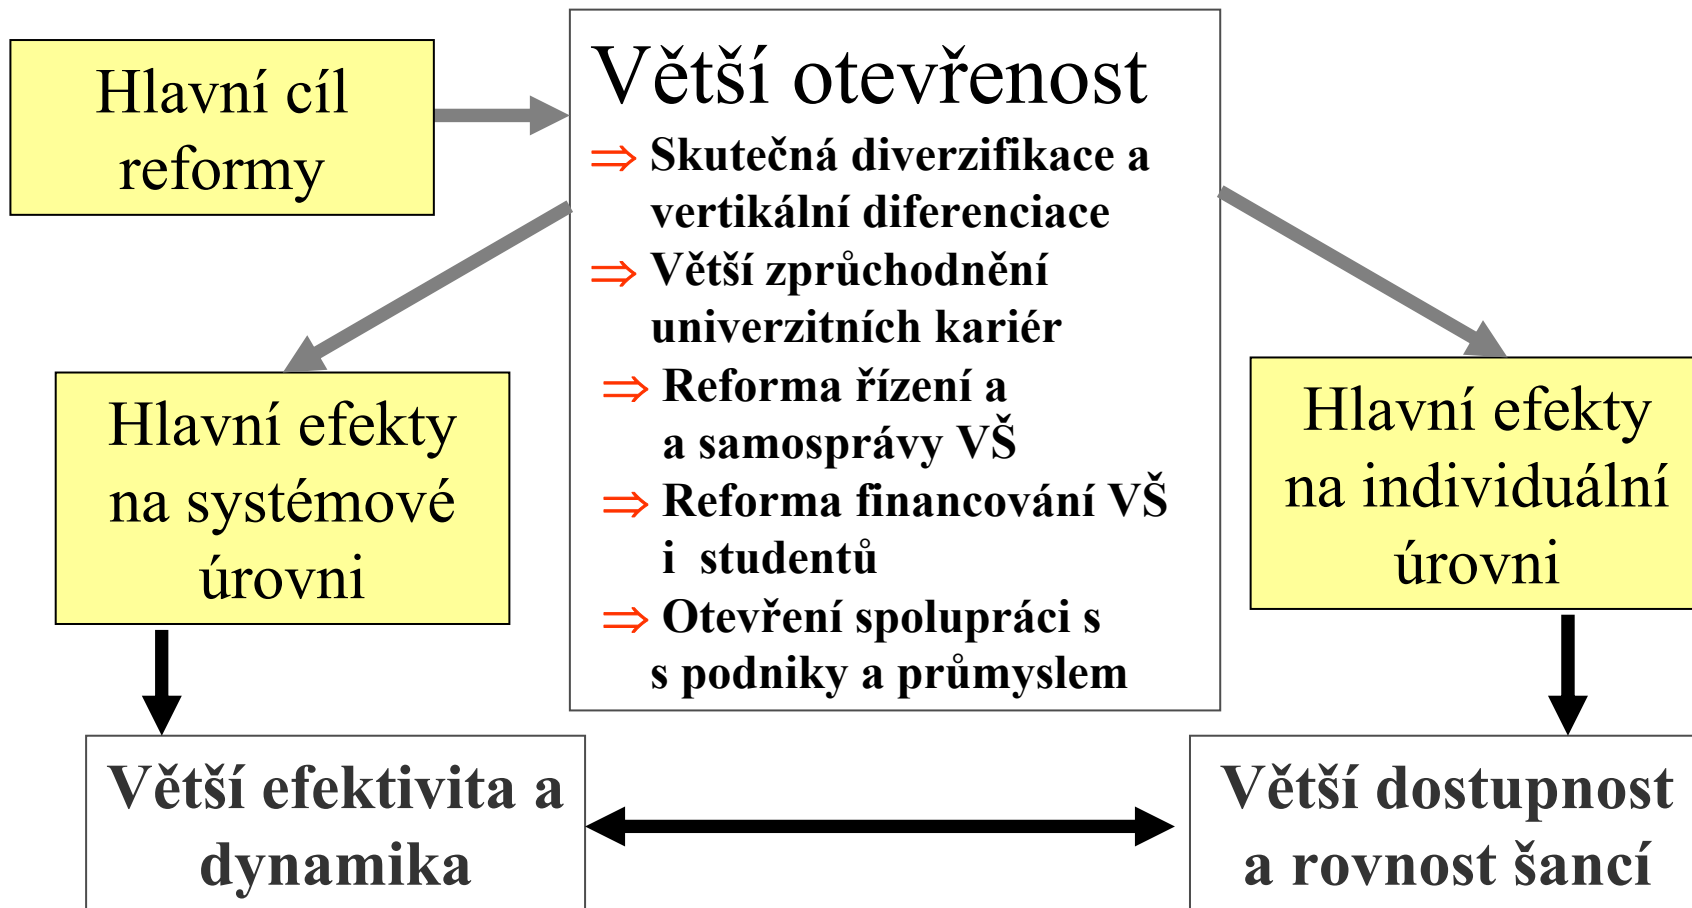 Hlavní cíl
reformy
Větší otevřenost
⇒ Skutečná diverzifikace a
vertikální diferenciace
⇒ Větší zprůchodnění
univerzitních kariér
⇒ Reforma řízení a
a samosprávy VŠ
⇒ Reforma financování VŠ
i studentů
⇒ Otevření spolupráci s
s podniky a průmyslem
Hlavní efekty
na systémové
úrovni
Hlavní efekty
na individuální
úrovni
Větší efektivita a
dynamika
Větší dostupnost
a rovnost šancí